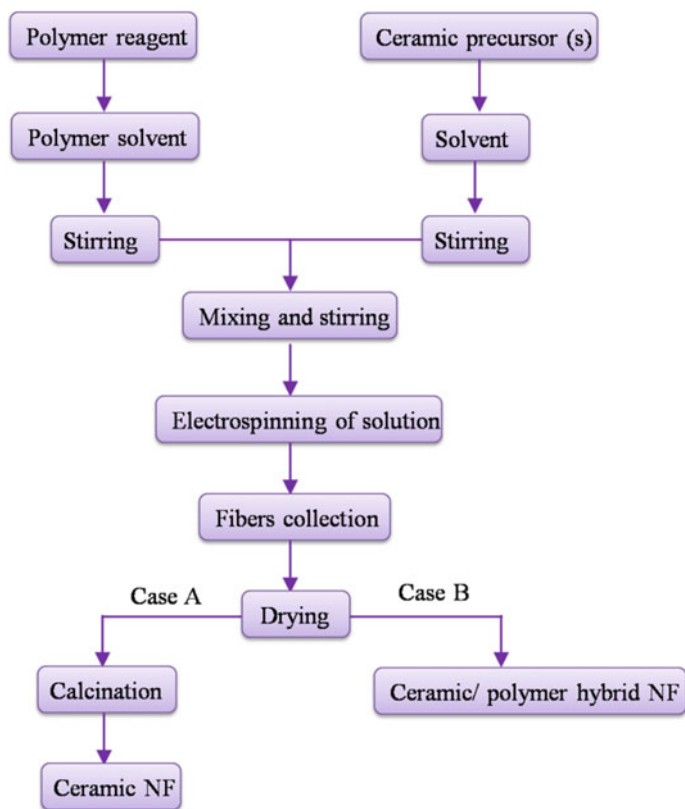 Polymer reagent
Ceramic precursor (s)
Polymer solvent
Solvent
Stirring
Stirring
Mixing and stirring
Electrospinning of solution
Fibers collection
Case A
Case B
Drying
Calcination
Ceramic/ polymer hybrid NF
Ceramic NF